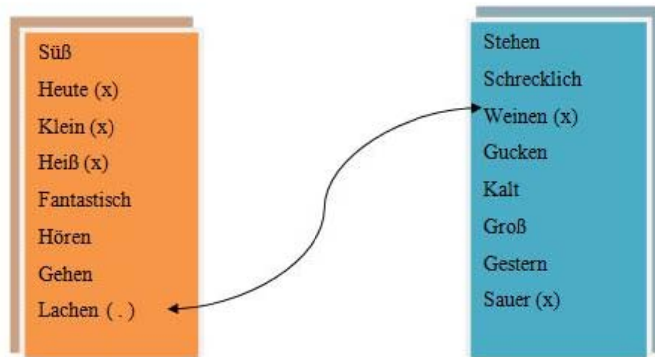 Süß
Heute (x)
Klein (x)
Heiß (x)
Fantastisch
Hören
Gehen
Lachen ( . )
Stehen
Schrecklich
Weinen (x)
Gucken
Kalt
Groß
Gestern
Sauer (x)